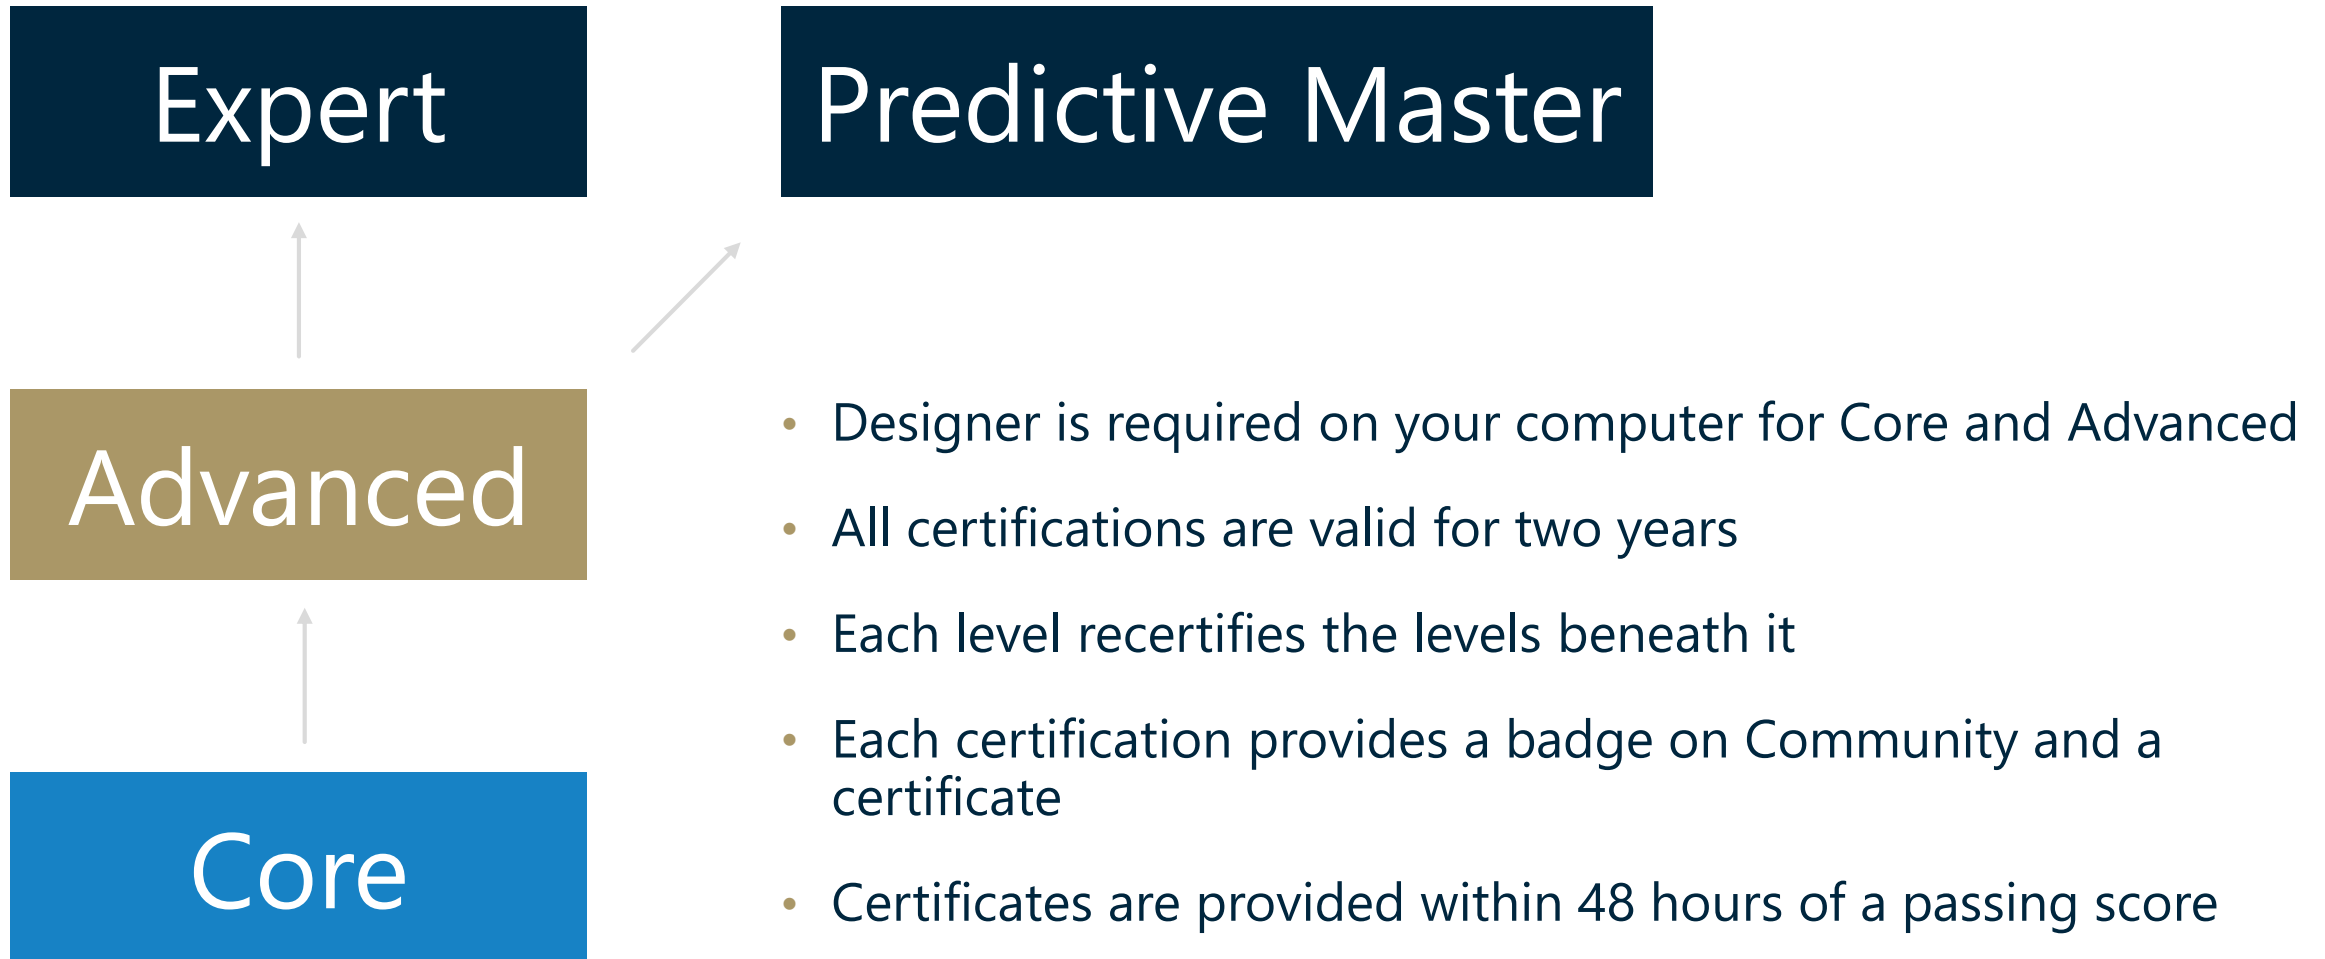 Expert
Predictive Master
Advanced
Core
• Designer is required on your computer for Core and Advanced
• All certifications are valid for two years
• Each level recertifies the levels beneath it
• Each certification provides a badge on Community and a
certificate
• Certificates are provided within 48 hours of a passing score